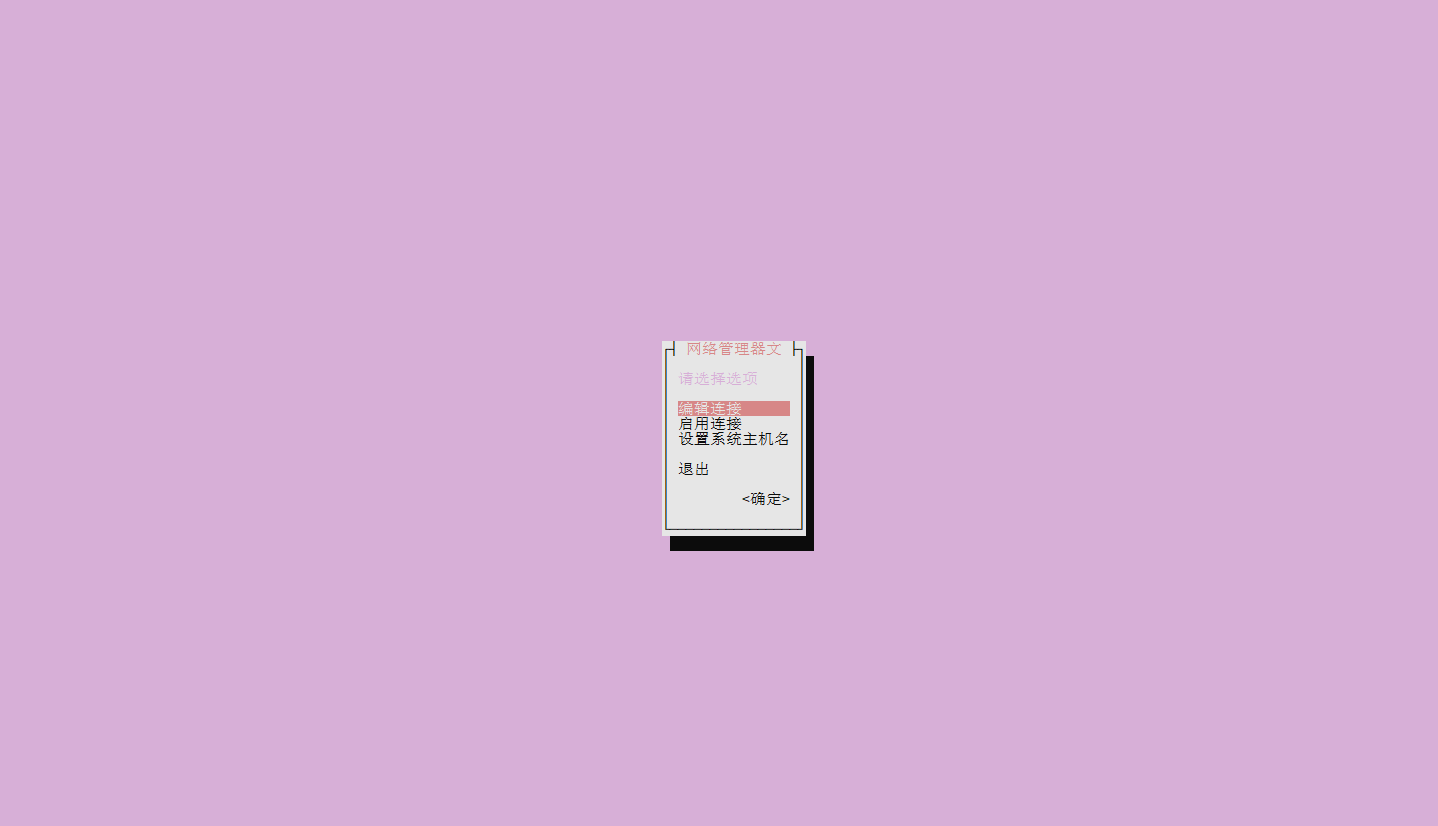 网络管理器文
请选择选项
编辑连接
启用连接
设置系统主机名
退出
<确定>